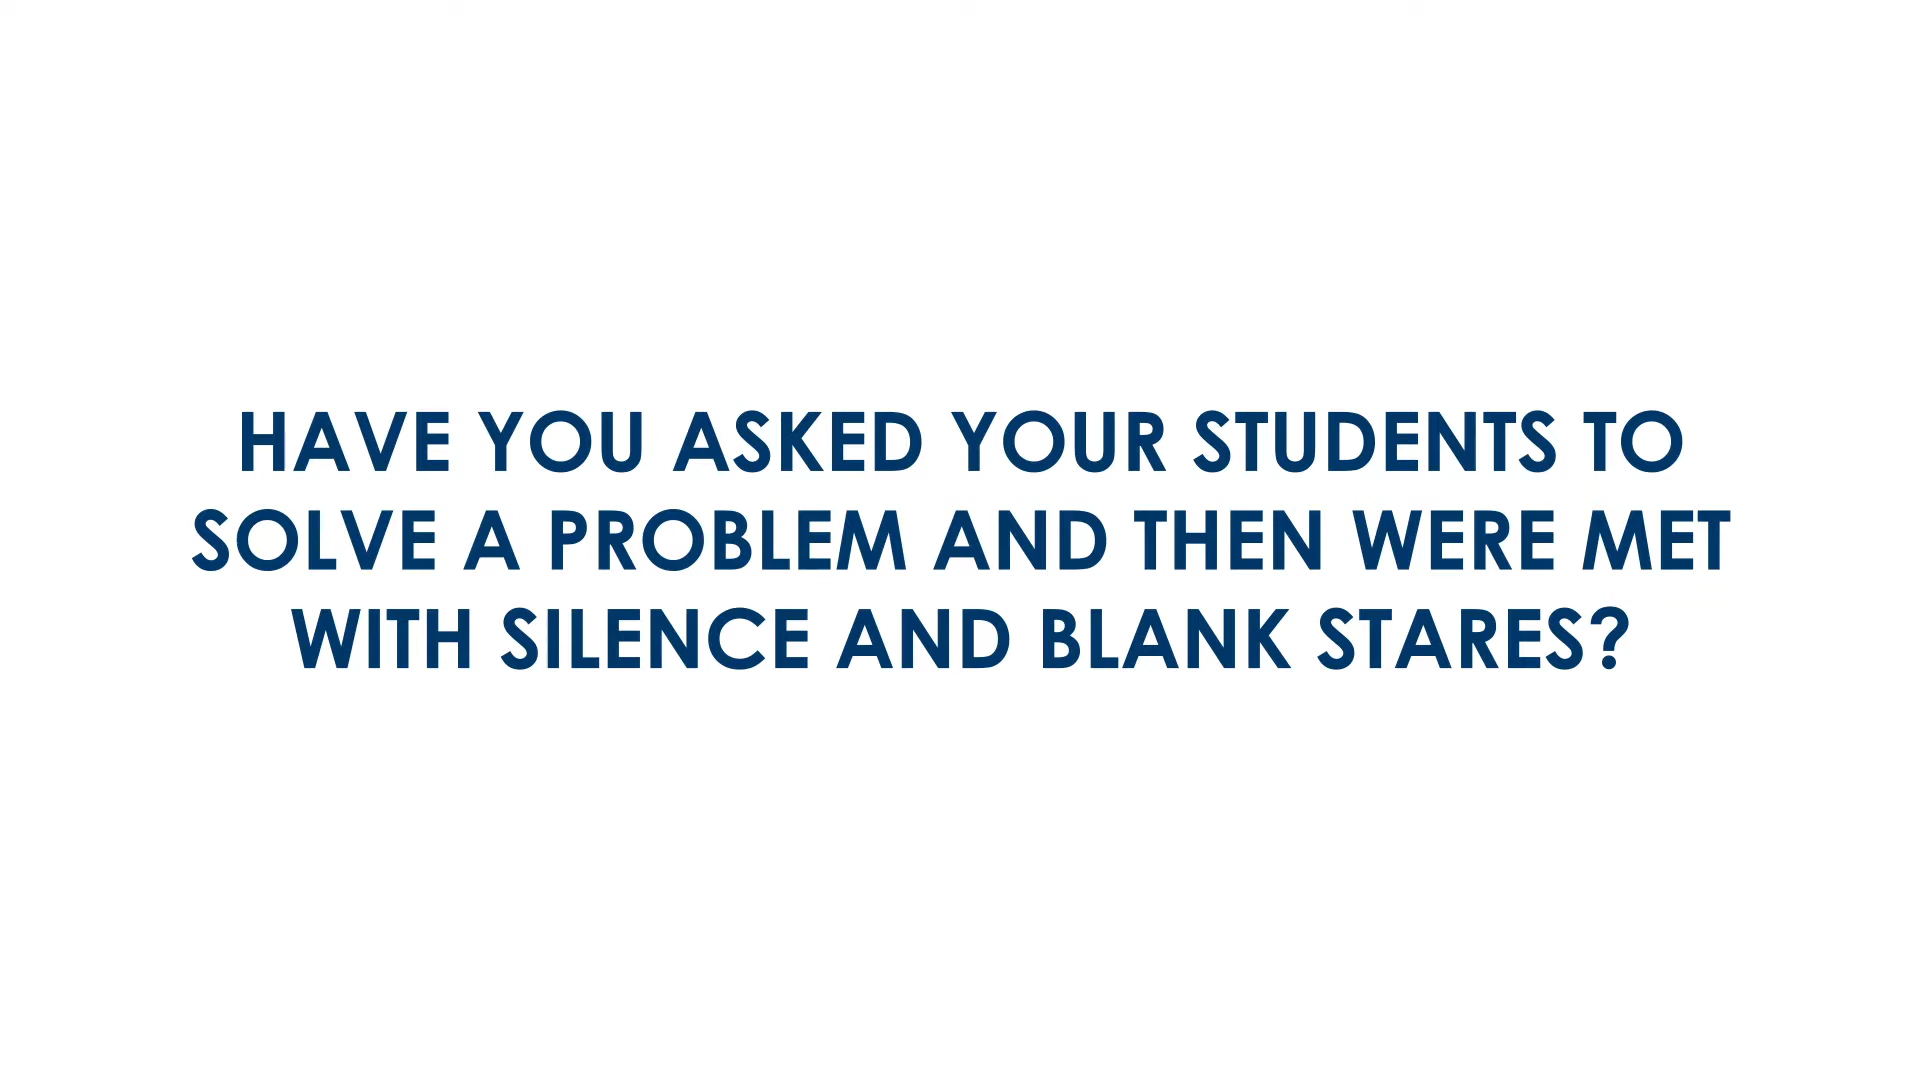 HAVE YOU ASKED YOUR STUDENTS TO
SOLVE A PROBLEM AND THEN WERE MET
WITH SILENCE AND BLANK STARES?